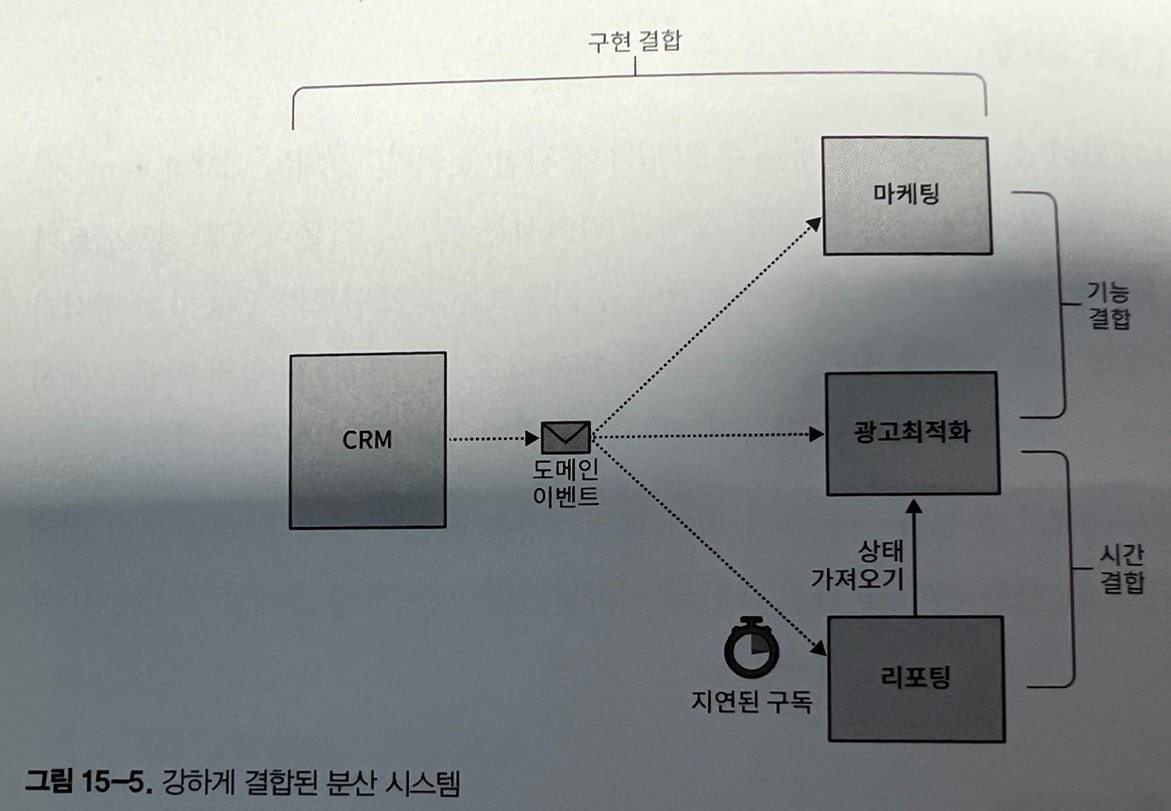 구현 결합
마케팅
기능
결합
CRM
도메인
이벤트
광고최적화
상태
가져오기
시간
결합
지연된 구독
리포팅
그림 15-5. 강하게 결합된 분산 시스템